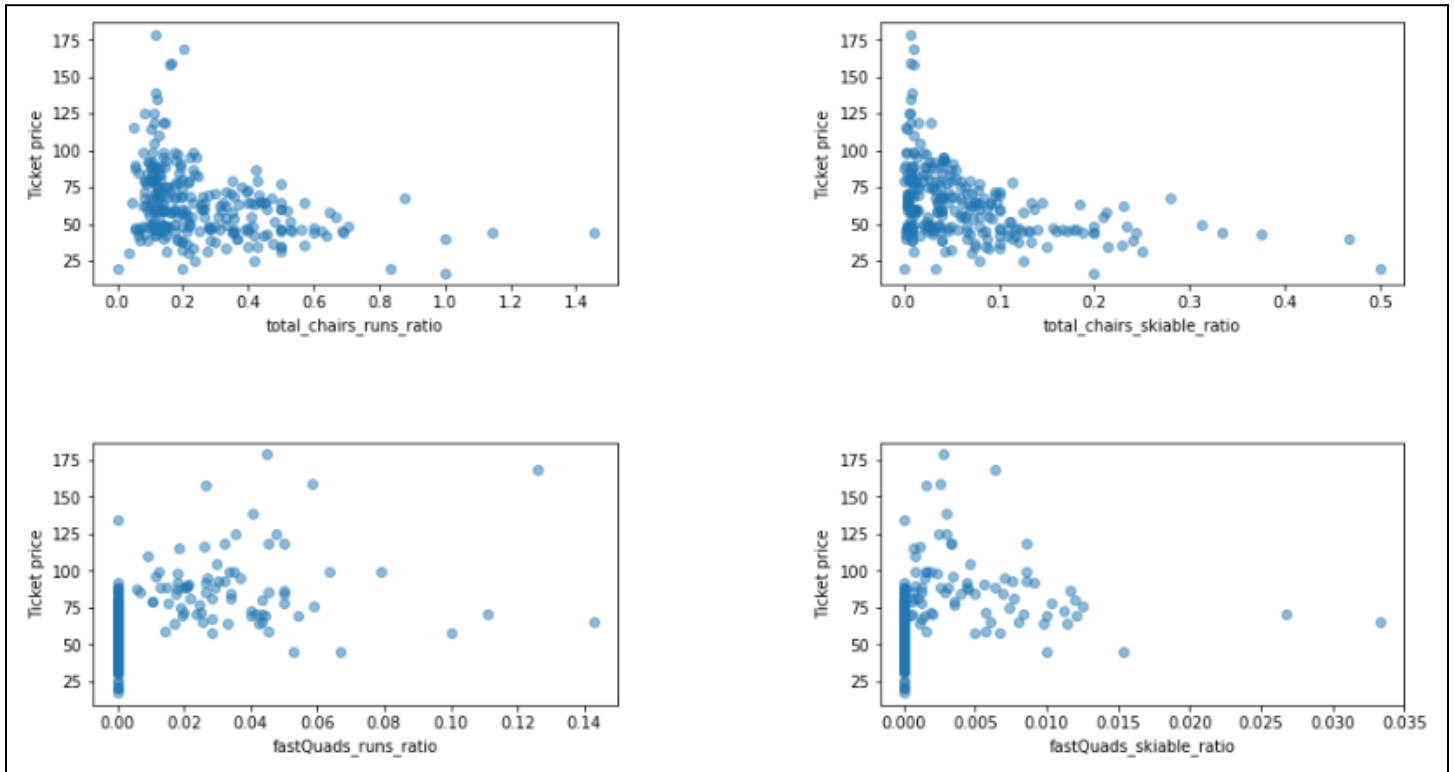 175
150
125
100
75
50
25
Ticket price
0.0 0.2 0.4 0.6 0.8 1.0 1.2 1.4
total_chairs_runs_ratio
175
150
125
100
75
50
25
Ticket price
0.0 0.1 0.2 0.3 0.4 0.5
total_chairs_skiable_ratio
175
150
125
100
75
50
25
Ticket price
0.00 0.02 0.04 0.06 0.08 0.10 0.12 0.14
fastQuads_runs_ratio
175
150
125
100
75
50
25
Ticket price
0.000 0.005 0.010 0.015 0.020 0.025 0.030 0.035
fastQuads_skiable_ratio